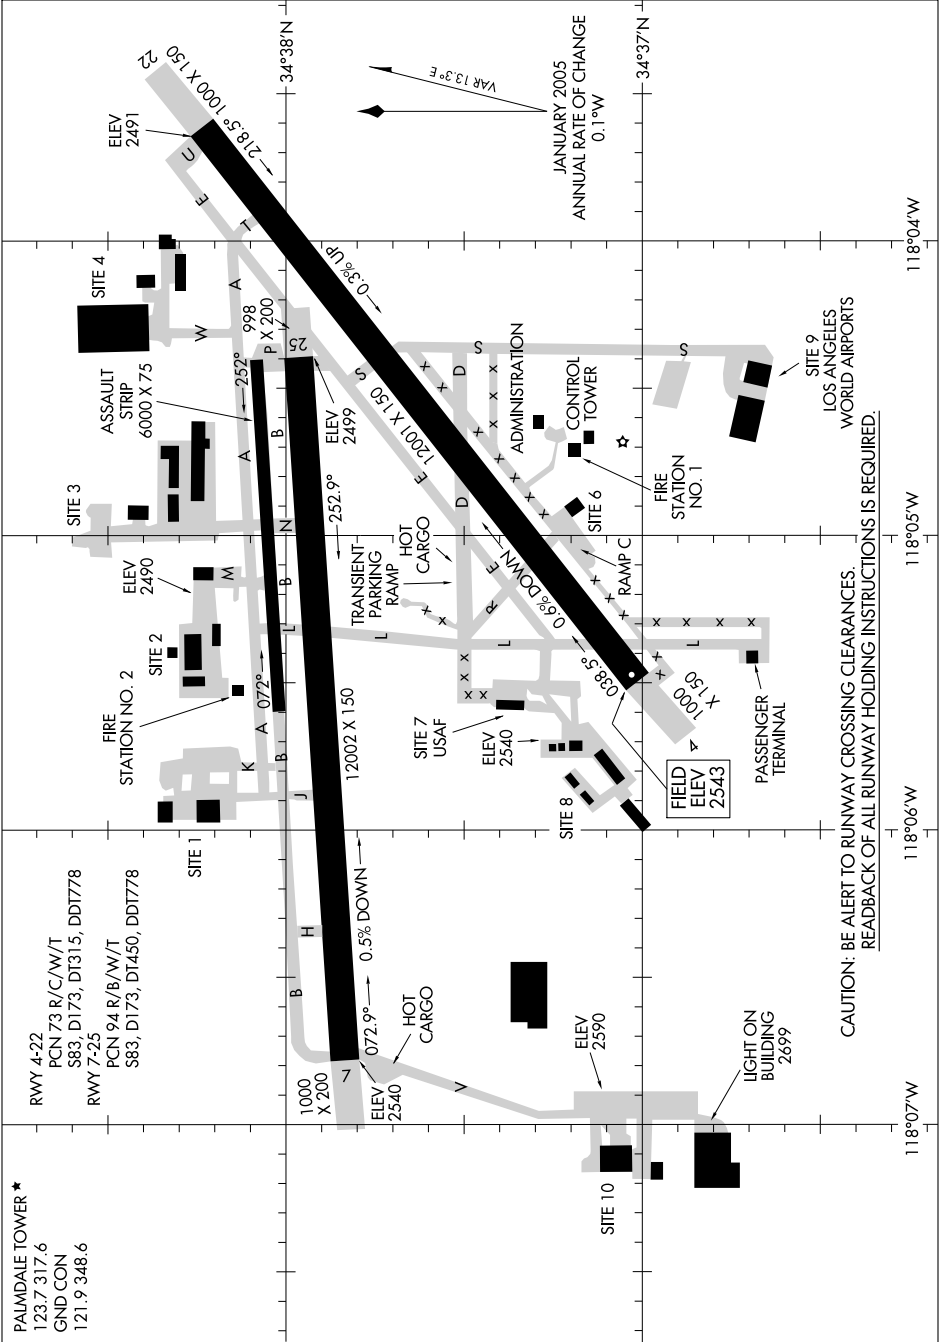 PALMDALE TOWER ★
123.7 317.6
GND CON
121.9 348.6
RWY 4-22
PCN 73 R/C/W/T
S83, D173, DT315, DDT778
RWY 7-25
PCN 94 R/B/W/T
S83, D173, DT450, DDT778
SITE 1
FIRE
STATION NO. 2
SITE 2
ELEV
2490
SITE 3
ASSAULT
STRIP
6000 X 75
SITE 4
ELEV
2491
22
1000 X 150
218.5°
34°38'N
34°37'N
VAR 13.3° E
JANUARY 2005
ANNUAL RATE OF CHANGE
0.1°W
U
E
T
A
W
998
X 200
P
25
252°
A
B
ELEV
2499
252.9°
N
B
M
L
072°
A
B
K
J
12002 X 150
H
B
0.5% DOWN
072.9°
7
1000
X 200
ELEV
2540
HOT
CARGO
V
0.3% UP
12001 X 150
0.6% DOWN
038.5°
S
S
S
D
D
E
E
R
L
L
L
TRANSIENT
PARKING
RAMP
HOT
CARGO
ADMINISTRATION
CONTROL
TOWER
FIRE
STATION
NO. 1
SITE 6
RAMP C
SITE 7
USAF
ELEV
2540
SITE 8
1000
X 150
4
FIELD
ELEV
2543
PASSENGER
TERMINAL
SITE 9
LOS ANGELES
WORLD AIRPORTS
ELEV
2590
SITE 10
LIGHT ON
BUILDING
2699
118°07'W
118°06'W
118°05'W
118°04'W
CAUTION: BE ALERT TO RUNWAY CROSSING CLEARANCES.
READBACK OF ALL RUNWAY HOLDING INSTRUCTIONS IS REQUIRED.